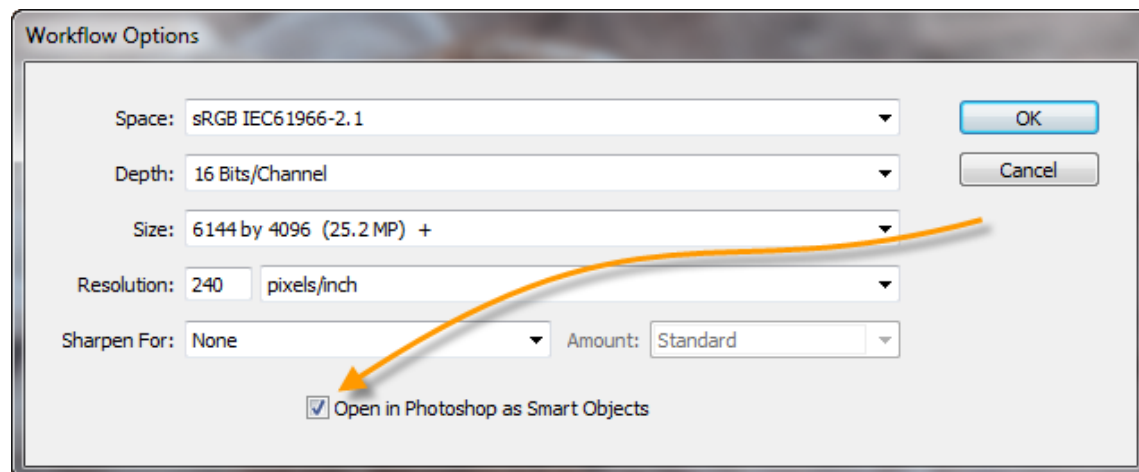 Workflow Options
Space: sRGB IEC61966-2.1
OK
Depth: 16 Bits/Channel
Cancel
Size: 6144 by 4096 (25.2 MP) +
Resolution: 240 pixels/inch
Sharpen For: None Amount: Standard
Open in Photoshop as Smart Objects